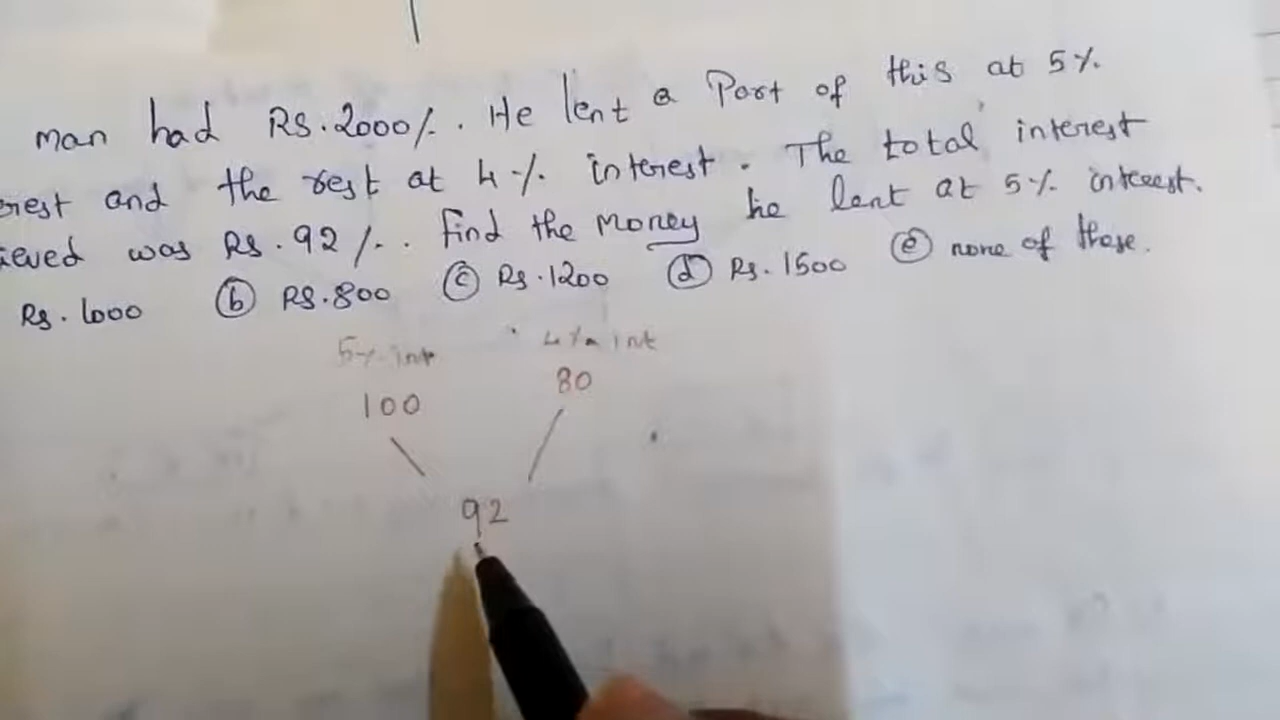 man had Rs.2000/-. He lent a Part of this at 5%
erest and the rest at 4% interest. The total interest
ieved was Rs.92/-. find the money he lent at 5% interest.
Rs.1000 (b) Rs.800 (c) Rs.1200 (d) Rs.1500 (e) none of these.
5% int 4% int
100 80
92